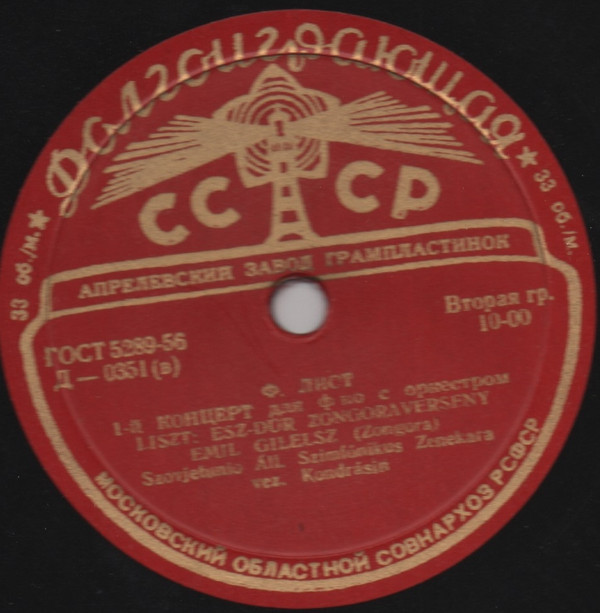 Долгоиграющая
33 об./м. ★
★ 33 об./м.
СССР
АПРЕЛЕВСКИЙ ЗАВОД ГРАМПЛАСТИНОК
ГОСТ 5289-56
Д — 0351 (в)
Вторая гр.
10-00
Ф. ЛИСТ
1-й КОНЦЕРТ для ф-но с оркестром
LISZT: ESZ-DÚR ZONGORAVERSENY
EMIL GILELSZ (Zongora)
Szovjetunio Áll. Szimfónikus Zenekara
vez. Kondrásin
МОСКОВСКИЙ ОБЛАСТНОЙ СОВНАРХОЗ РСФСР